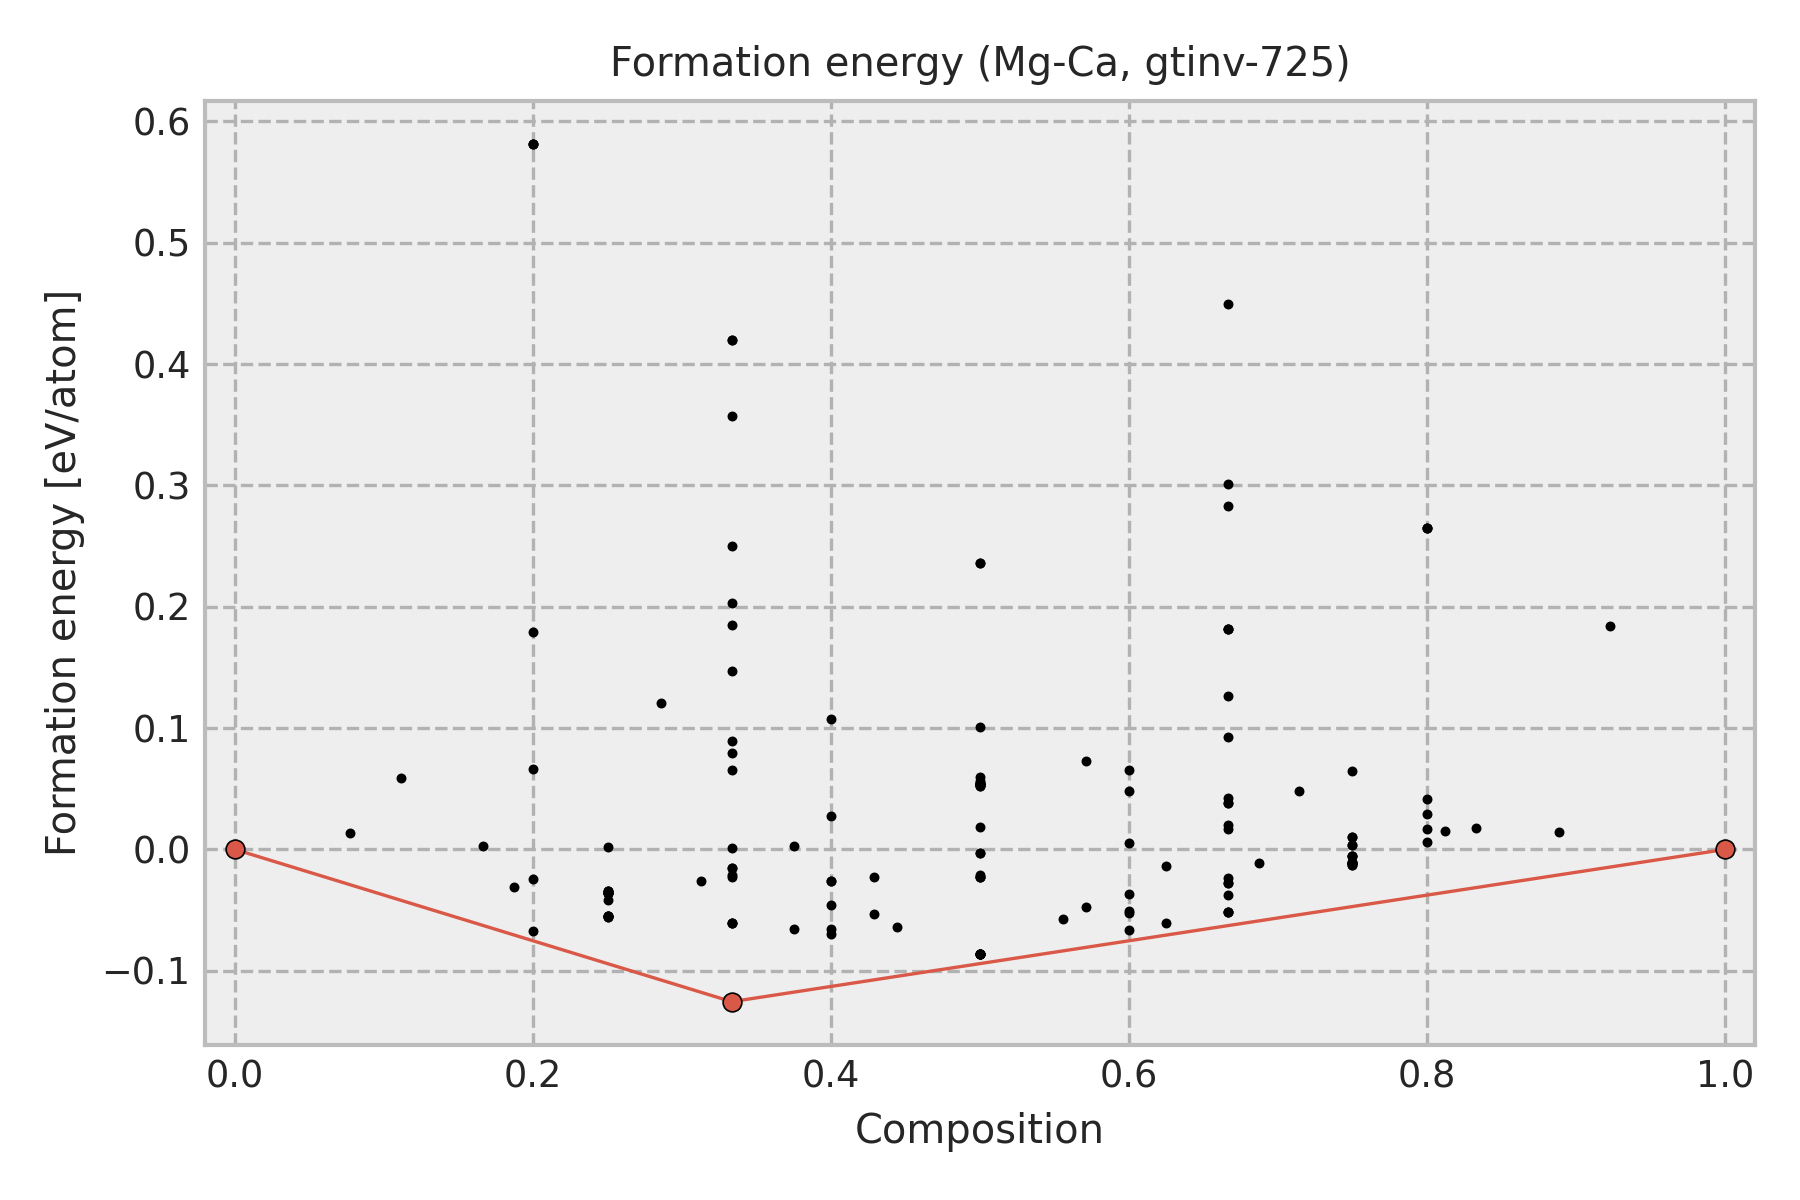 Formation energy (Mg-Ca, gtinv-725)
Formation energy [eV/atom]
0.6
0.5
0.4
0.3
0.2
0.1
0.0
−0.1
0.0 0.2 0.4 0.6 0.8 1.0
Composition